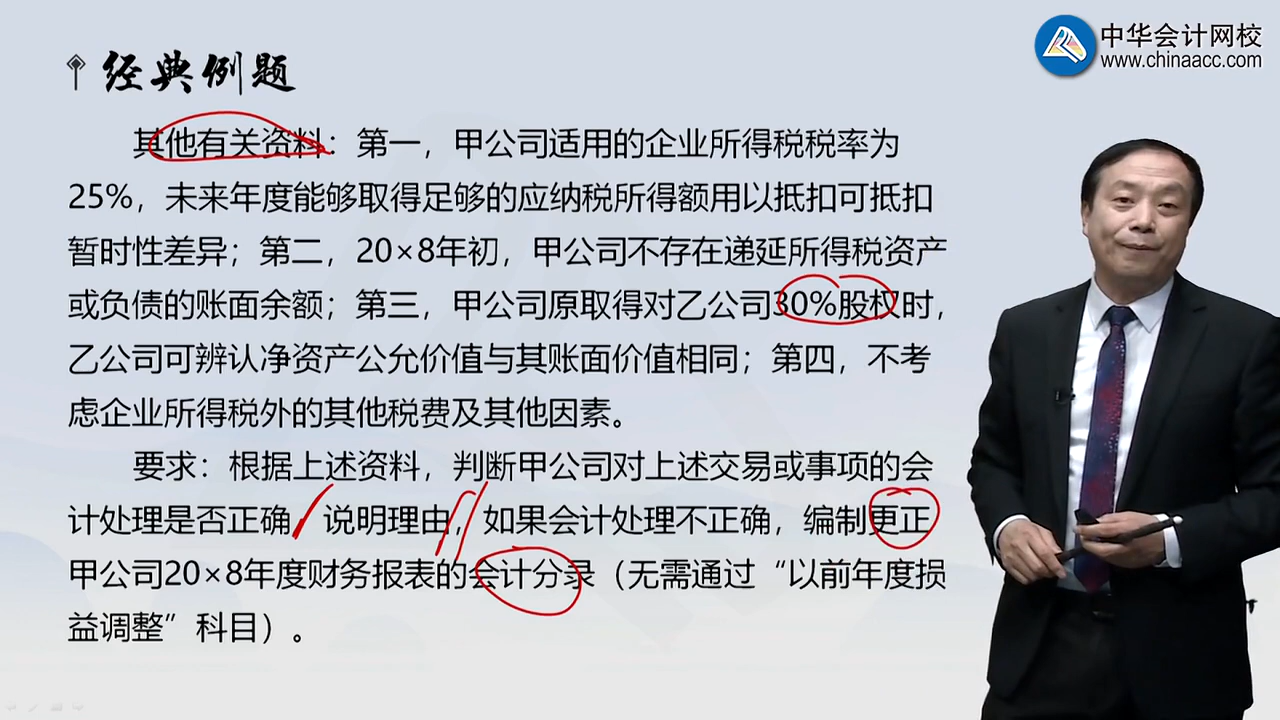 中华会计网校
www.chinaacc.com
经典例题
其他有关资料：第一，甲公司适用的企业所得税税率为
25%，未来年度能够取得足够的应纳税所得额用以抵扣可抵扣
暂时性差异；第二，20×8年初，甲公司不存在递延所得税资产
或负债的账面余额；第三，甲公司原取得对乙公司30%股权时，
乙公司可辨认净资产公允价值与其账面价值相同；第四，不考
虑企业所得税外的其他税费及其他因素。
要求：根据上述资料，判断甲公司对上述交易或事项的会
计处理是否正确，说明理由，如果会计处理不正确，编制更正
甲公司20×8年度财务报表的会计分录（无需通过“以前年度损
益调整”科目）。